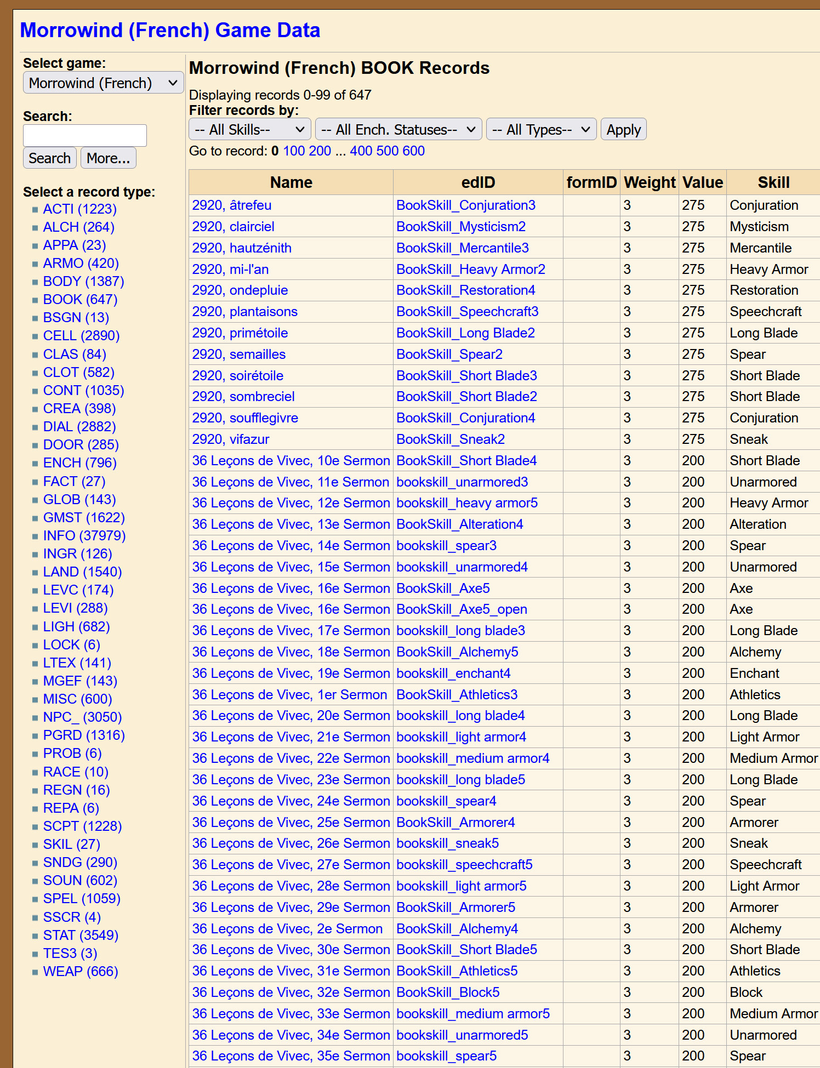 Morrowind (French) Game Data
Select game:
Morrowind (French)
Search:
Search More...
Select a record type:
ACTI (1223)
ALCH (264)
APPA (23)
ARMO (420)
BODY (1387)
BOOK (647)
BSGN (13)
CELL (2890)
CLAS (84)
CLOT (582)
CONT (1035)
CREA (398)
DIAL (2882)
DOOR (285)
ENCH (796)
FACT (27)
GLOB (143)
GMST (1622)
INFO (37979)
INGR (126)
LAND (1540)
LEVC (174)
LEVI (288)
LIGH (682)
LOCK (6)
LTEX (141)
MGEF (143)
MISC (600)
NPC_ (3050)
PGRD (1316)
PROB (6)
RACE (10)
REGN (16)
REPA (6)
SCPT (1228)
SKIL (27)
SNDG (290)
SOUN (602)
SPEL (1059)
SSCR (4)
STAT (3549)
TES3 (3)
WEAP (666)
Morrowind (French) BOOK Records
Displaying records 0-99 of 647
Filter records by:
-- All Skills-- -- All Ench. Statuses-- -- All Types-- Apply
Go to record: 0 100 200 ... 400 500 600
Name edID formID Weight Value Skill
2920, âtrefeu BookSkill_Conjuration3 3 275 Conjuration
2920, clairciel BookSkill_Mysticism2 3 275 Mysticism
2920, hautzénith BookSkill_Mercantile3 3 275 Mercantile
2920, mi-l'an BookSkill_Heavy Armor2 3 275 Heavy Armor
2920, ondepluie BookSkill_Restoration4 3 275 Restoration
2920, plantaisons BookSkill_Speechcraft3 3 275 Speechcraft
2920, primétoile BookSkill_Long Blade2 3 275 Long Blade
2920, semailles BookSkill_Spear2 3 275 Spear
2920, soirétoile BookSkill_Short Blade3 3 275 Short Blade
2920, sombreciel BookSkill_Short Blade2 3 275 Short Blade
2920, soufflegivre BookSkill_Conjuration4 3 275 Conjuration
2920, vifazur BookSkill_Sneak2 3 275 Sneak
36 Leçons de Vivec, 10e Sermon BookSkill_Short Blade4 3 200 Short Blade
36 Leçons de Vivec, 11e Sermon bookskill_unarmored3 3 200 Unarmored
36 Leçons de Vivec, 12e Sermon bookskill_heavy armor5 3 200 Heavy Armor
36 Leçons de Vivec, 13e Sermon BookSkill_Alteration4 3 200 Alteration
36 Leçons de Vivec, 14e Sermon bookskill_spear3 3 200 Spear
36 Leçons de Vivec, 15e Sermon bookskill_unarmored4 3 200 Unarmored
36 Leçons de Vivec, 16e Sermon BookSkill_Axe5 3 200 Axe
36 Leçons de Vivec, 16e Sermon BookSkill_Axe5_open 3 200 Axe
36 Leçons de Vivec, 17e Sermon bookskill_long blade3 3 200 Long Blade
36 Leçons de Vivec, 18e Sermon BookSkill_Alchemy5 3 200 Alchemy
36 Leçons de Vivec, 19e Sermon bookskill_enchant4 3 200 Enchant
36 Leçons de Vivec, 1er Sermon BookSkill_Athletics3 3 200 Athletics
36 Leçons de Vivec, 20e Sermon bookskill_long blade4 3 200 Long Blade
36 Leçons de Vivec, 21e Sermon bookskill_light armor4 3 200 Light Armor
36 Leçons de Vivec, 22e Sermon bookskill_medium armor4 3 200 Medium Armor
36 Leçons de Vivec, 23e Sermon bookskill_long blade5 3 200 Long Blade
36 Leçons de Vivec, 24e Sermon bookskill_spear4 3 200 Spear
36 Leçons de Vivec, 25e Sermon BookSkill_Armorer4 3 200 Armorer
36 Leçons de Vivec, 26e Sermon bookskill_sneak5 3 200 Sneak
36 Leçons de Vivec, 27e Sermon bookskill_speechcraft5 3 200 Speechcraft
36 Leçons de Vivec, 28e Sermon bookskill_light armor5 3 200 Light Armor
36 Leçons de Vivec, 29e Sermon BookSkill_Armorer5 3 200 Armorer
36 Leçons de Vivec, 2e Sermon BookSkill_Alchemy4 3 200 Alchemy
36 Leçons de Vivec, 30e Sermon BookSkill_Short Blade5 3 200 Short Blade
36 Leçons de Vivec, 31e Sermon BookSkill_Athletics5 3 200 Athletics
36 Leçons de Vivec, 32e Sermon BookSkill_Block5 3 200 Block
36 Leçons de Vivec, 33e Sermon bookskill_medium armor5 3 200 Medium Armor
36 Leçons de Vivec, 34e Sermon bookskill_unarmored5 3 200 Unarmored
36 Leçons de Vivec, 35e Sermon bookskill_spear5 3 200 Spear